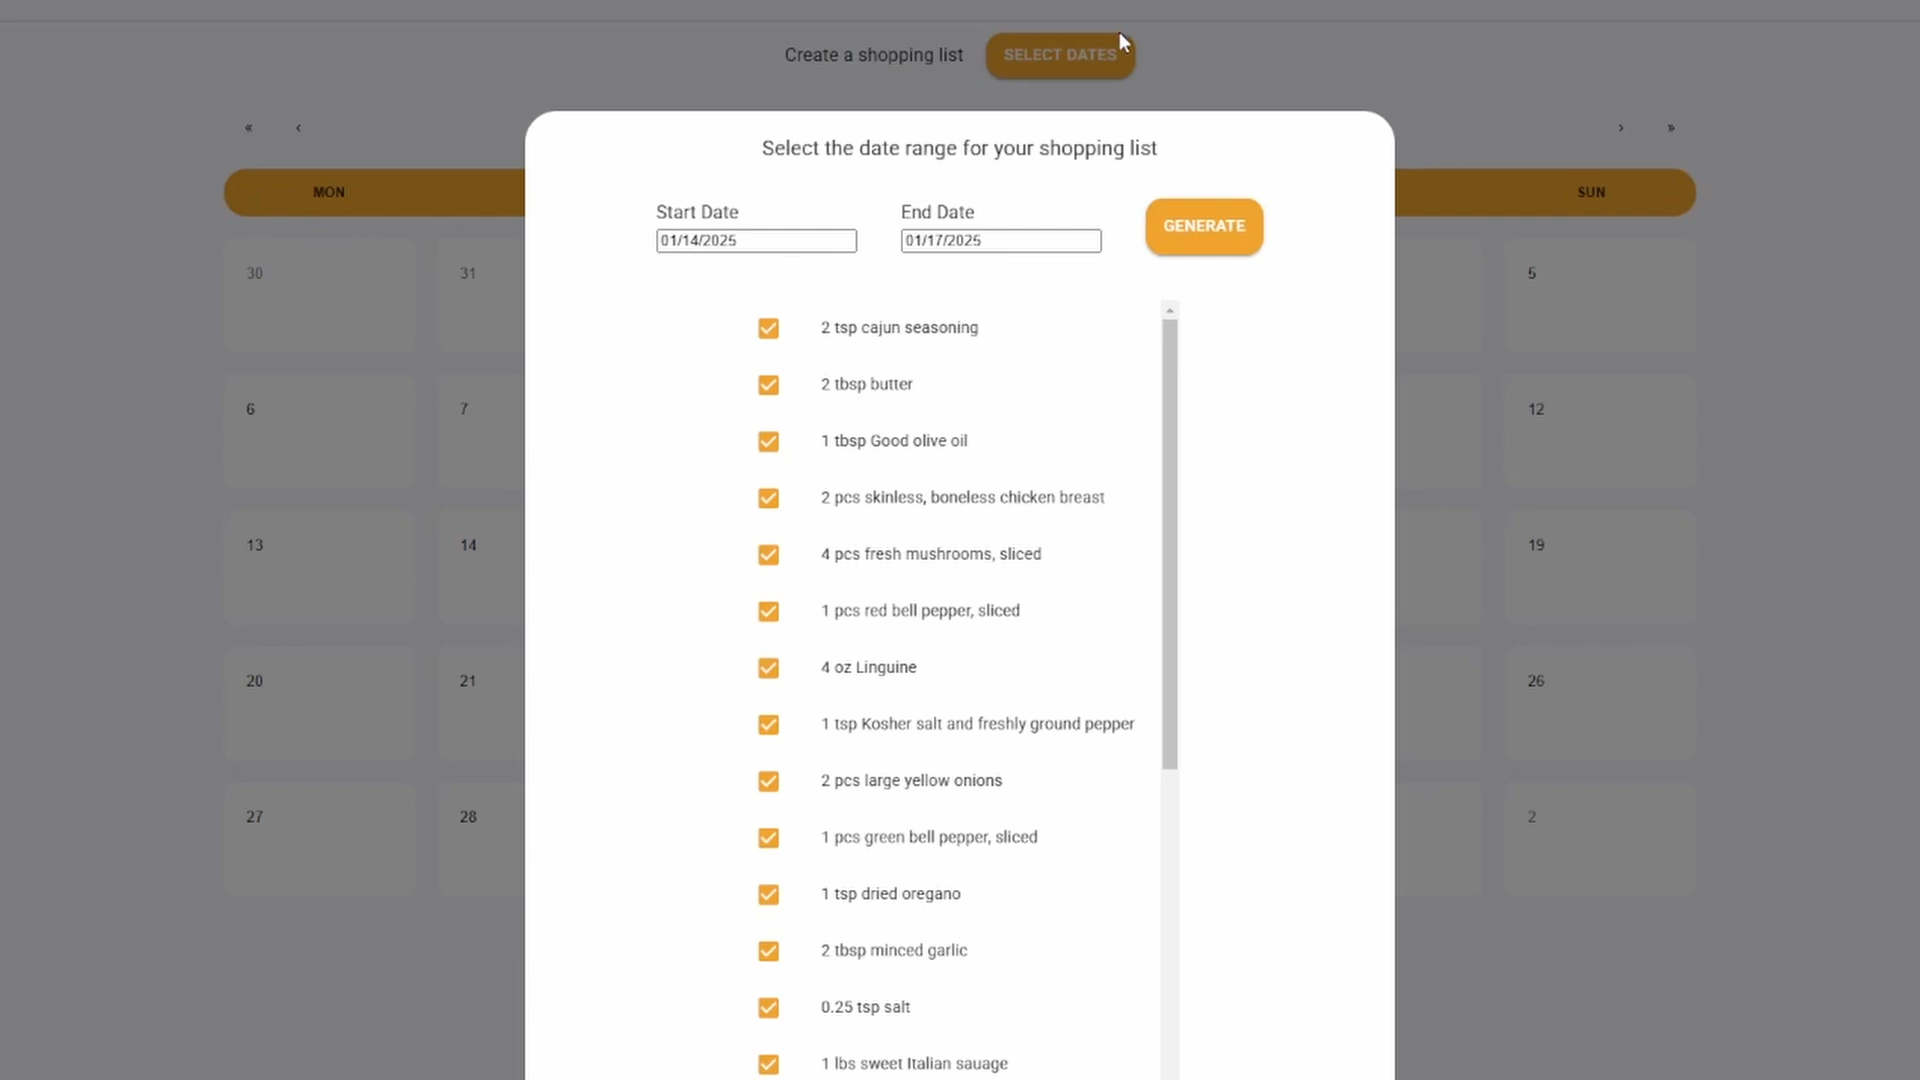 Create a shopping list SELECT DATES
« ‹ › »
Select the date range for your shopping list
MON SUN
Start Date End Date
01/14/2025 01/17/2025 GENERATE
30 31 5
2 tsp cajun seasoning
2 tbsp butter
6 7 12
1 tbsp Good olive oil
2 pcs skinless, boneless chicken breast
13 14 19
4 pcs fresh mushrooms, sliced
1 pcs red bell pepper, sliced
4 oz Linguine
20 21 26
1 tsp Kosher salt and freshly ground pepper
2 pcs large yellow onions
27 28 2
1 pcs green bell pepper, sliced
1 tsp dried oregano
2 tbsp minced garlic
0.25 tsp salt
1 lbs sweet Italian sauage